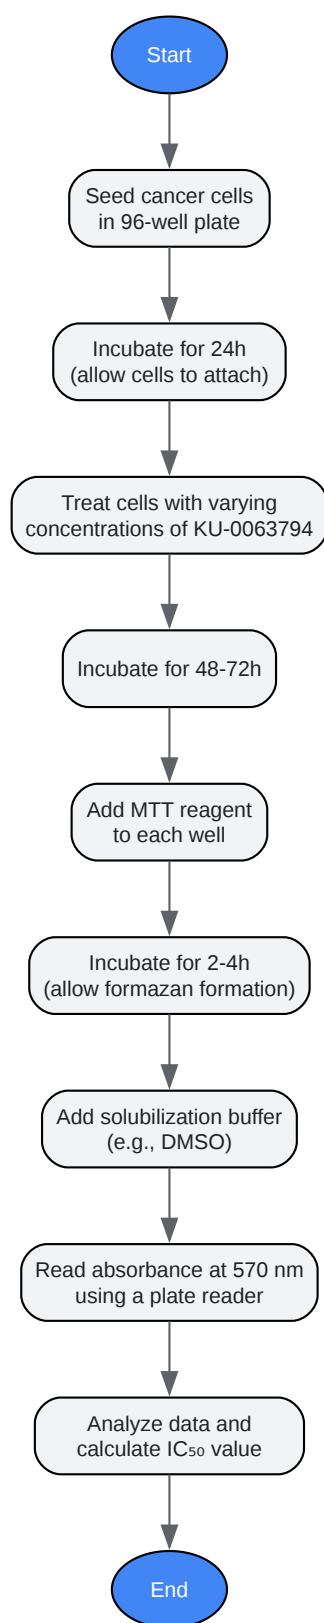 Start
Seed cancer cells
in 96-well plate
Incubate for 24h
(allow cells to attach)
Treat cells with varying
concentrations of KU-0063794
Incubate for 48-72h
Add MTT reagent
to each well
Incubate for 2-4h
(allow formazan formation)
Add solubilization buffer
(e.g., DMSO)
Read absorbance at 570 nm
using a plate reader
Analyze data and
calculate IC₅₀ value
End